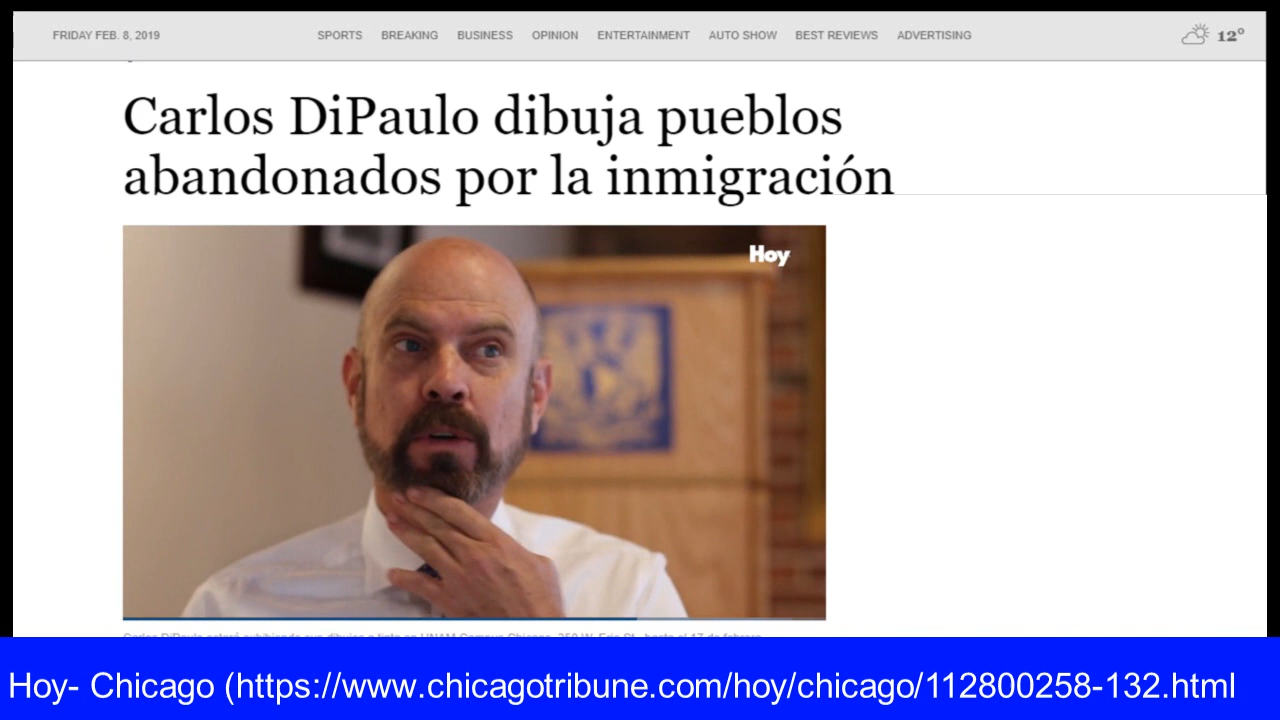 FRIDAY FEB. 8, 2019 SPORTS BREAKING BUSINESS OPINION ENTERTAINMENT AUTO SHOW BEST REVIEWS ADVERTISING 12°
Carlos DiPaulo dibuja pueblos
abandonados por la inmigración
Hoy
Hoy- Chicago (https://www.chicagotribune.com/hoy/chicago/112800258-132.html